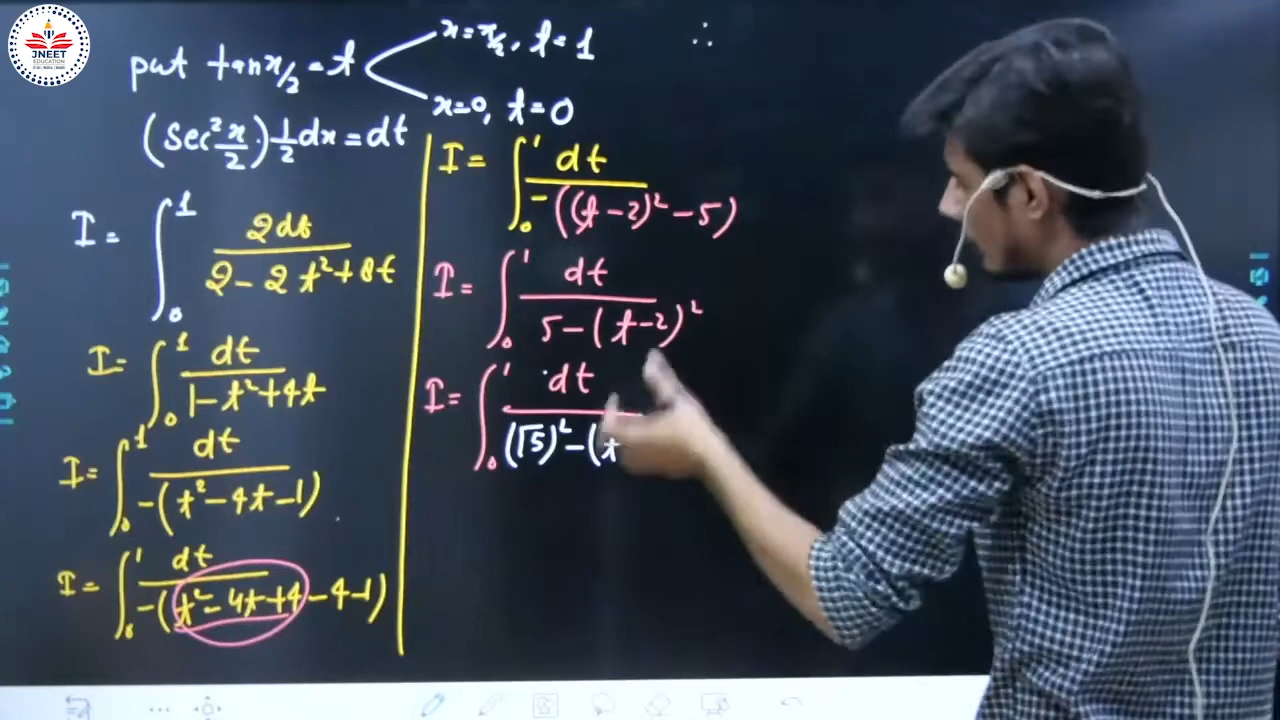 JNEET
EDUCATION
put tan x/2 = t
x = π/2, t = 1
x=0, t = 0
(Sec² x/2.) 1/2 dx = dt
I = ∫₀¹ 2dt / 2 - 2t² + 8t
I = ∫₀¹ dt / 1 - t² + 4t
I = ∫₀¹ dt / -(t² - 4t - 1)
I = ∫₀¹ dt / -(t² - 4t + 4 - 4 - 1)
∴
I = ∫₀¹ dt / -((t - 2)² - 5)
I = ∫₀¹ dt / 5 - (t - 2)²
I = ∫₀¹ dt / (√5)² - (t